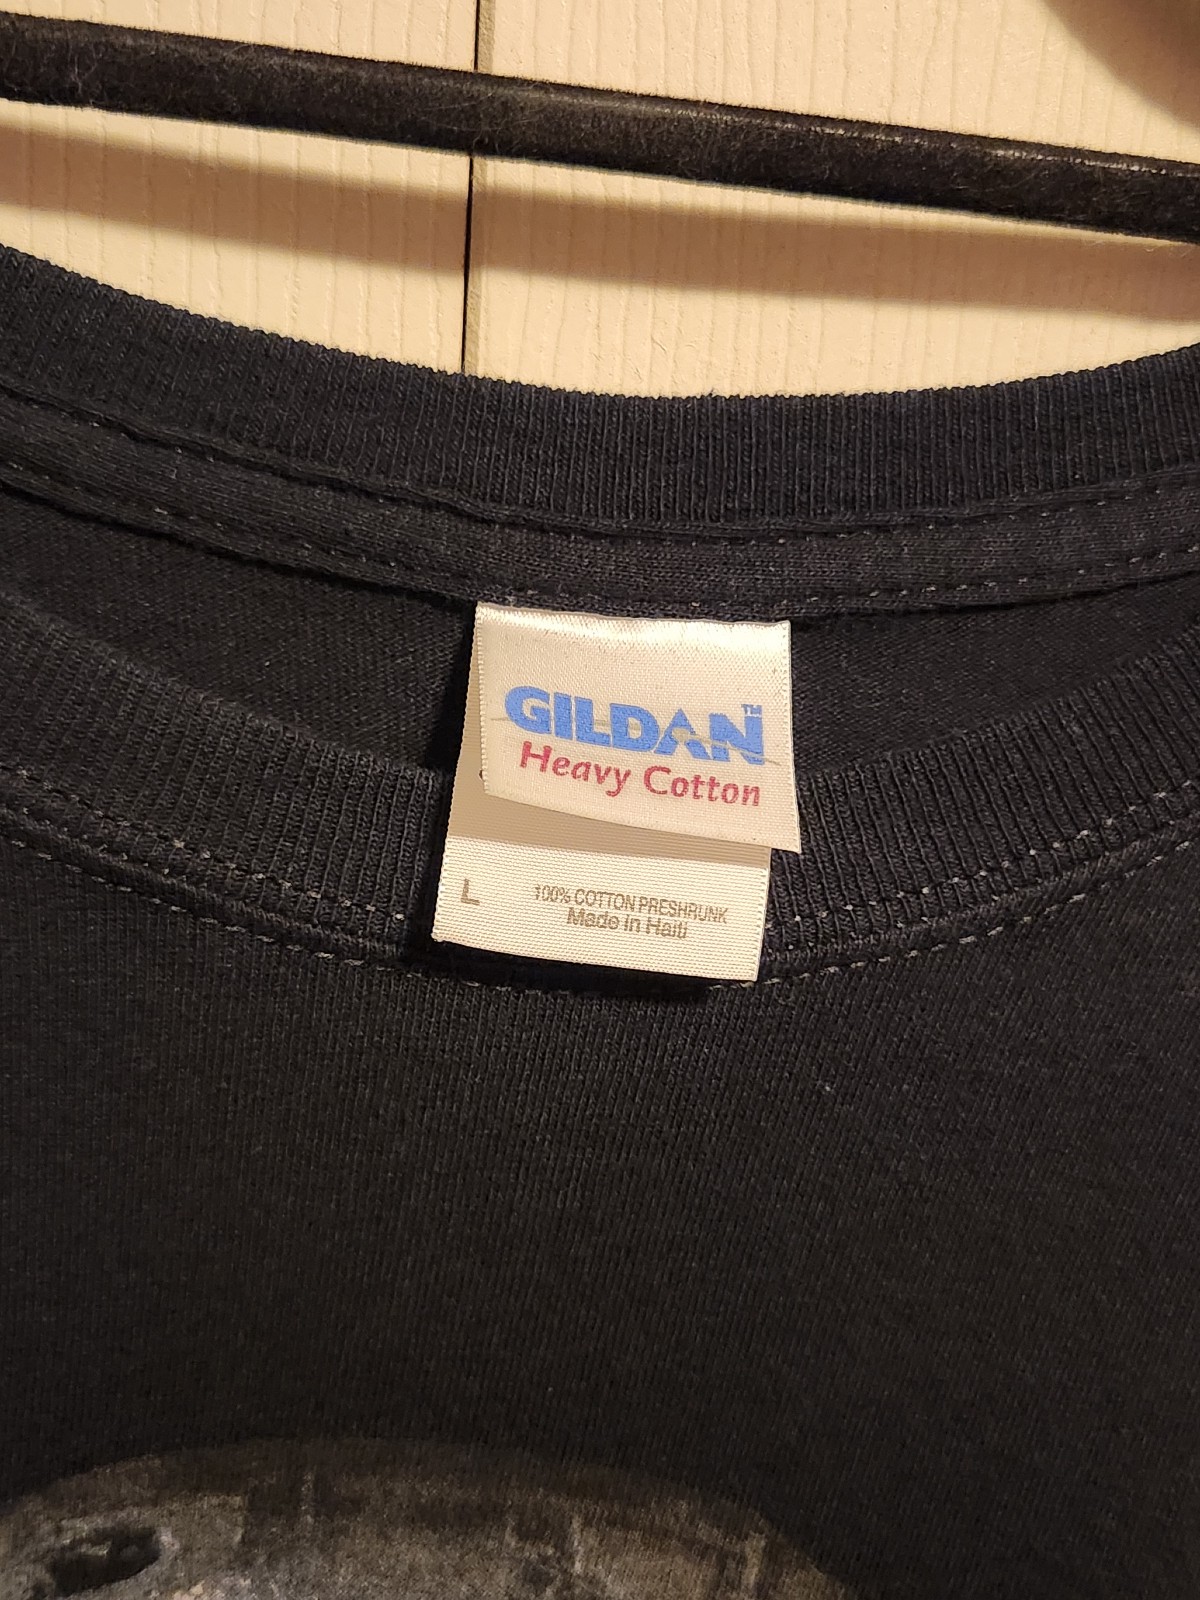 GILDAN™
Heavy Cotton
L
100% COTTON PRESHRUNK
Made in Haiti